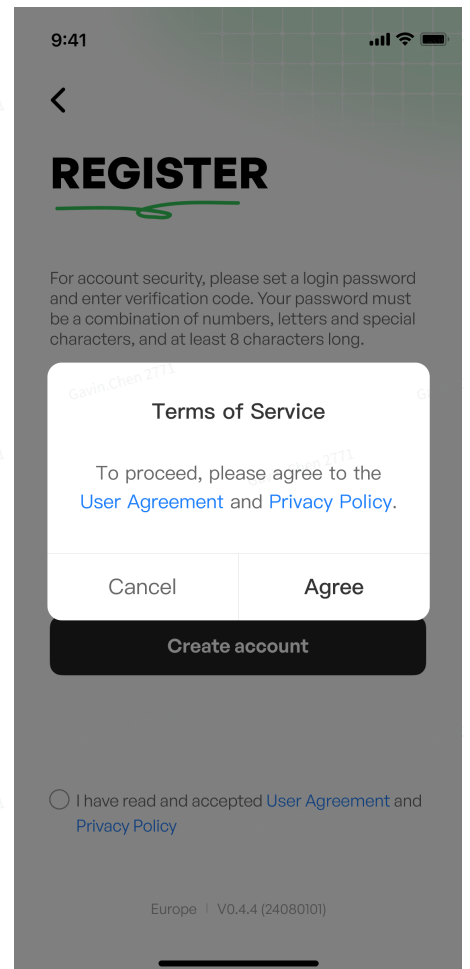 9:41
REGISTER
For account security, please set a login password
and enter verification code. Your password must
be a combination of numbers, letters and special
characters, and at least 8 characters long.
Gavin.Chen 2771
Terms of Service
To proceed, please agree to the
User Agreement and Privacy Policy.
Cancel
Agree
Create account
I have read and accepted User Agreement and
Privacy Policy
Europe | V0.4.4 (24080101)